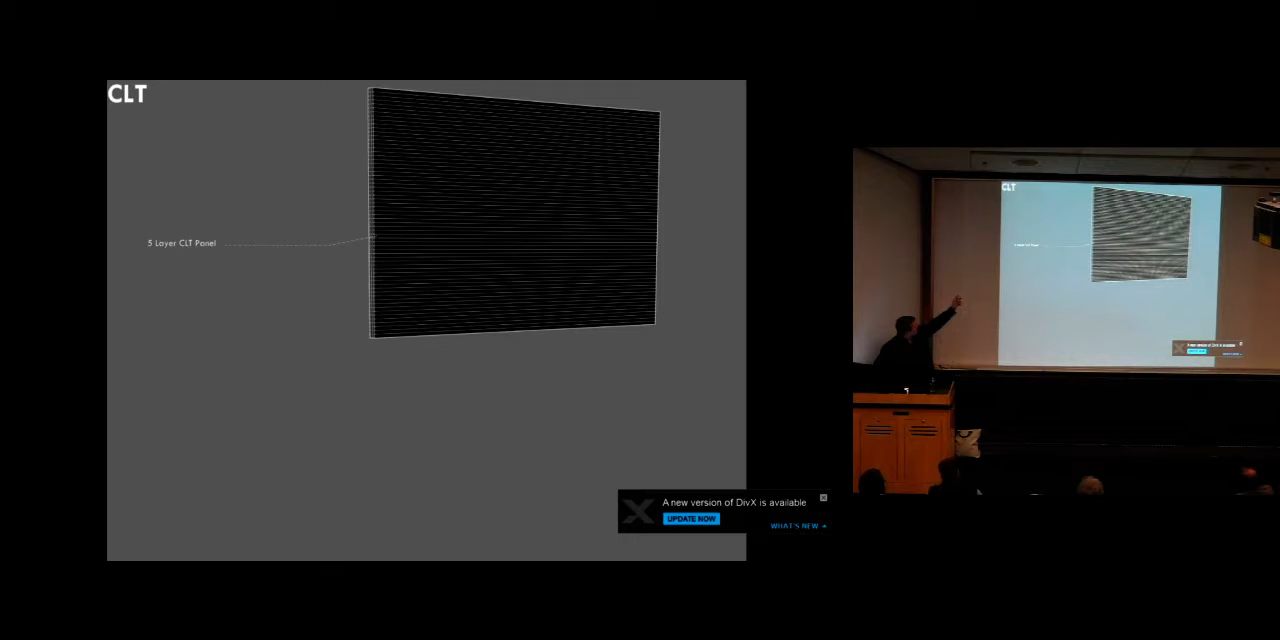 CLT
5 Layer CLT Panel
A new version of DivX is available
UPDATE NOW
WHAT'S NEW
CLT